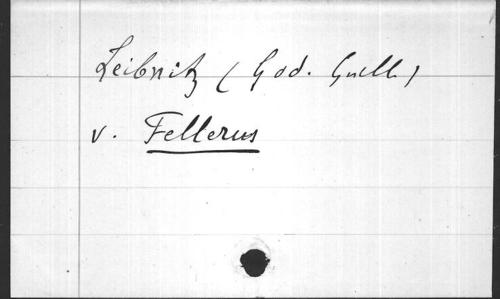 Leibnitz (God. Guill.)
v. Fellerus